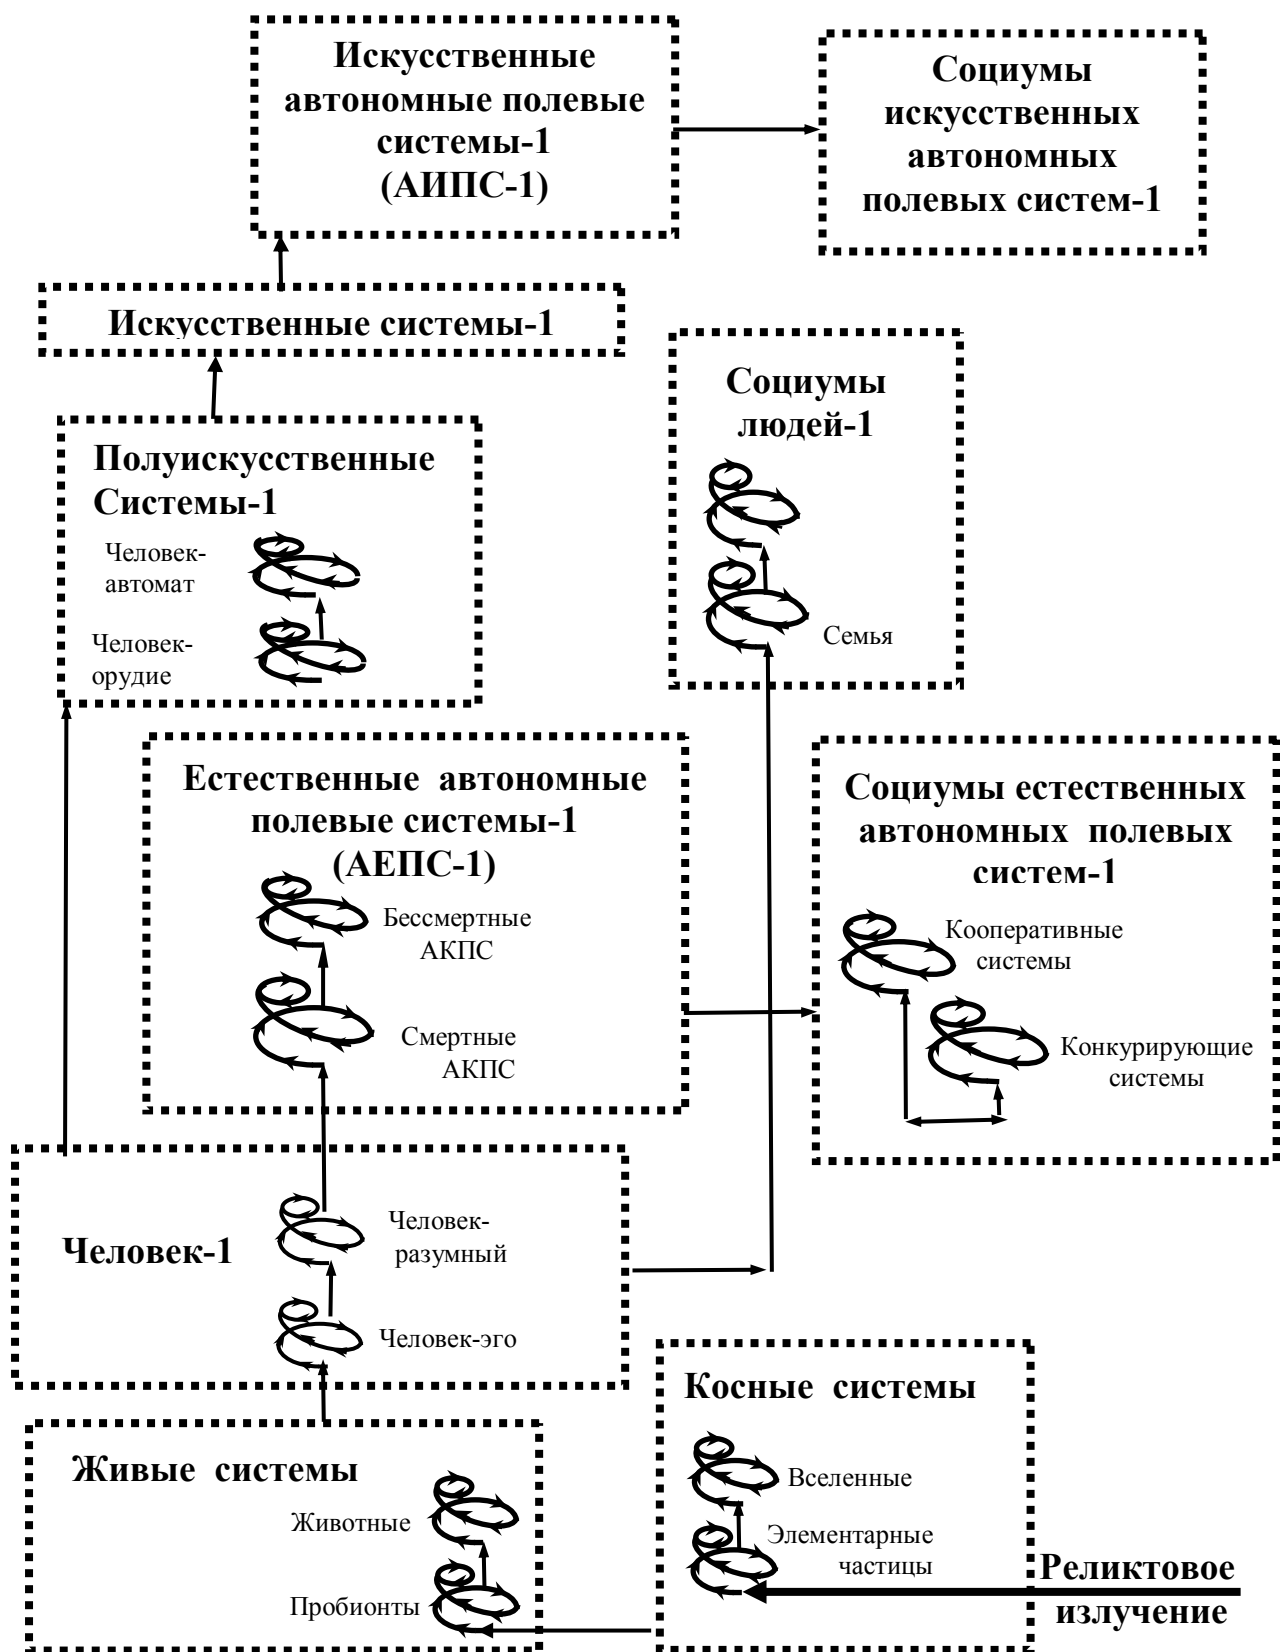 Искусственные
автономные полевые
системы-1
(АИПС-1)
Социумы
искусственных
автономных
полевых систем-1
Искусственные системы-1
Социумы
людей-1
Семья
Полуискусственные
Системы-1
Человек-
автомат
Человек-
орудие
Естественные автономные
полевые системы-1
(АЕПС-1)
Бессмертные
АКПС
Смертные
АКПС
Социумы естественных
автономных полевых
систем-1
Кооперативные
системы
Конкурирующие
системы
Человек-1
Человек-
разумный
Человек-эго
Косные системы
Вселенные
Элементарные
частицы
Реликтовое
излучение
Живые системы
Животные
Пробионты